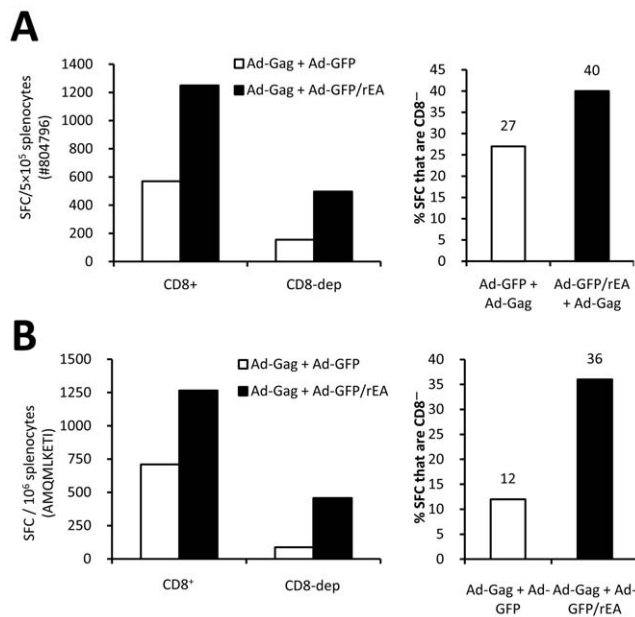 A
SFC/5×10⁵ splenocytes
(#804796)
1400
1200
1000
800
600
400
200
0
CD8+
CD8-dep
Ad-Gag + Ad-GFP
Ad-Gag + Ad-GFP/rEA
% SFC that are CD8⁻
45
40
35
30
25
20
15
10
5
0
27
40
Ad-GFP +
Ad-Gag
Ad-GFP/rEA
+ Ad-Gag
B
SFC / 10⁶ splenocytes
(AMQMLKETI)
1500
1250
1000
750
500
250
0
CD8⁺
CD8-dep
Ad-Gag + Ad-GFP
Ad-Gag + Ad-GFP/rEA
% SFC that are CD8⁻
40
35
30
25
20
15
10
5
0
12
36
Ad-Gag + Ad-
GFP
Ad-Gag + Ad-
GFP/rEA